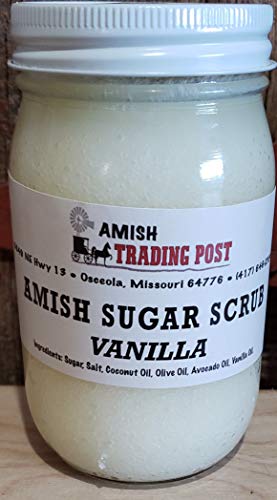 AMISH
TRADING POST
NE Hwy 13 • Osceola, Missouri 64776 • (417)
AMISH SUGAR SCRUB
VANILLA
Ingredients: Sugar, Salt, Coconut Oil, Olive Oil, Avocado Oil, Vanilla Oil,